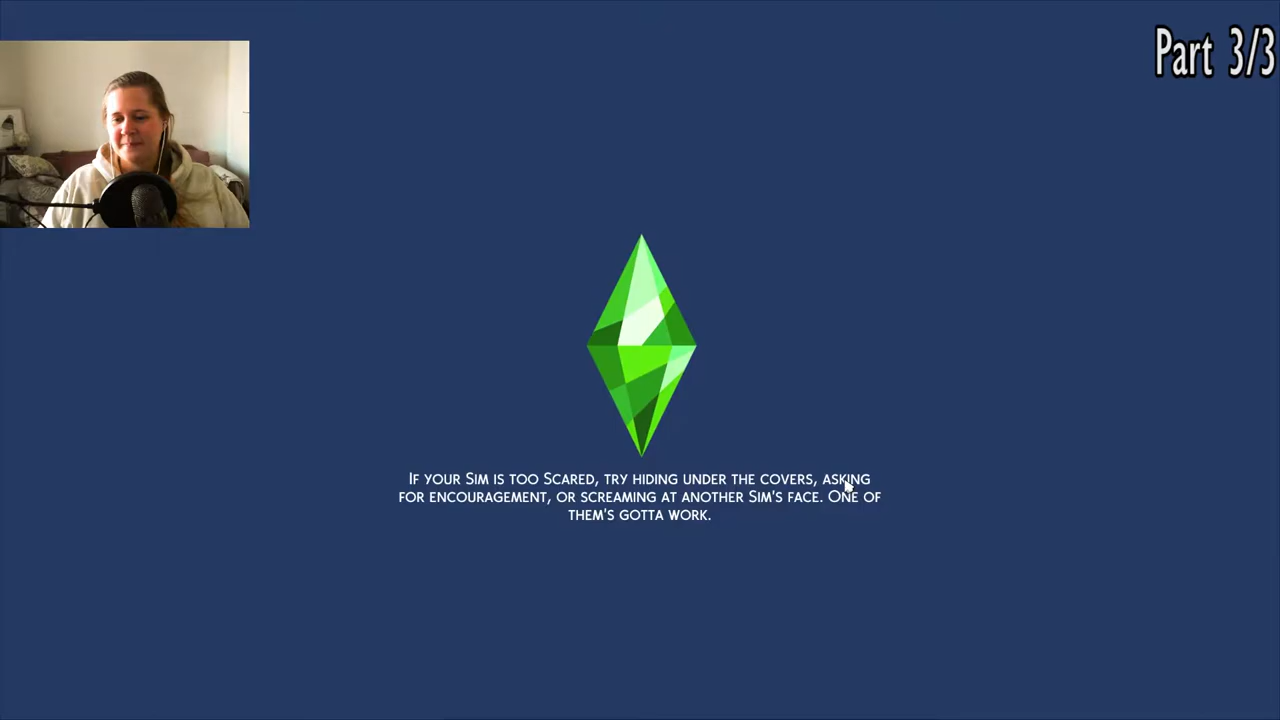 Part 3/3
If your Sim is too Scared, try hiding under the covers, asking
for encouragement, or screaming at another Sim's face. One of
them's gotta work.